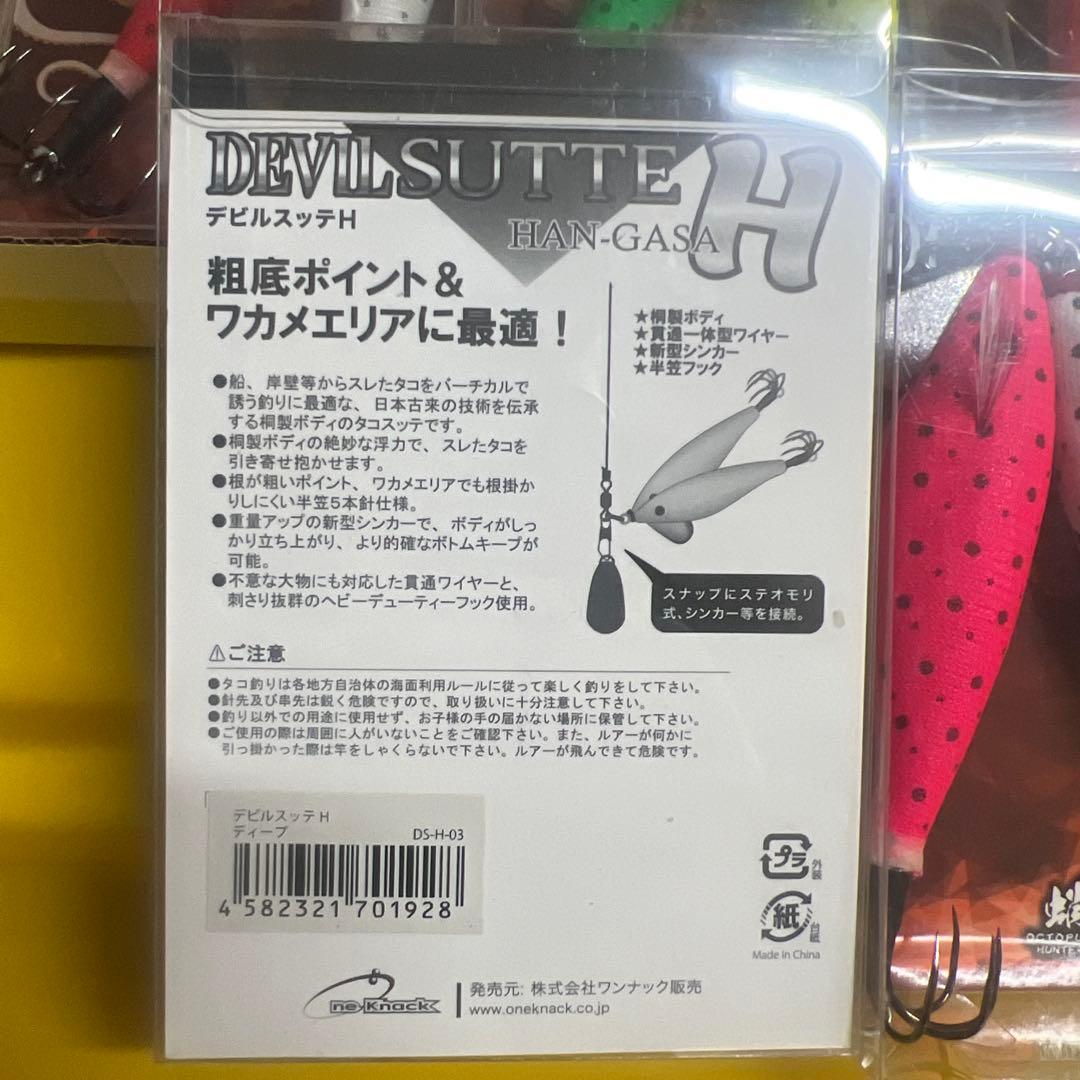 DEVIL SUTTE H
デビルスッテH
HAN-GASA
粗底ポイント&
ワカメエリアに最適！
★桐製ボディ
★貫通一体型ワイヤー
★新型シンカー
★半笠フック
●船、岸壁等からスレたタコをバーチカルで
誘う釣りに最適な、日本古来の技術を伝承
する桐製ボディのタコスッテです。
●桐製ボディの絶妙な浮力で、スレたタコを
引き寄せ抱かせます。
●根が粗いポイント、ワカメエリアでも根掛か
りしにくい半笠5本針仕様。
●重量アップの新型シンカーで、ボディがしっ
かり立ち上がり、より的確なボトムキープが
可能。
●不意な大物にも対応した貫通ワイヤーと、
刺さり抜群のヘビーデューティーフック使用。
スナップにステオモリ
式、シンカー等を接続。
⚠ご注意
●タコ釣りは各地方自治体の海面利用ルールに従って楽しく釣りをして下さい。
●針先及び串先は鋭く危険ですので、取り扱いに十分注意して下さい。
●釣り以外での用途に使用せず、お子様の手の届かない場所に保管して下さい。
●ご使用の際は周囲に人がいないことをご確認下さい。また、ルアーが何かに
引っ掛かった際は竿をしゃくらないで下さい。ルアーが飛んできて危険です。
デビルスッテ H
ディープ DS-H-03
4 582321 701928
プラ 外装
紙 台紙
Made in China
One Knack
発売元: 株式会社ワンナック販売
www.oneknack.co.jp
OCTOPU
HUNTE